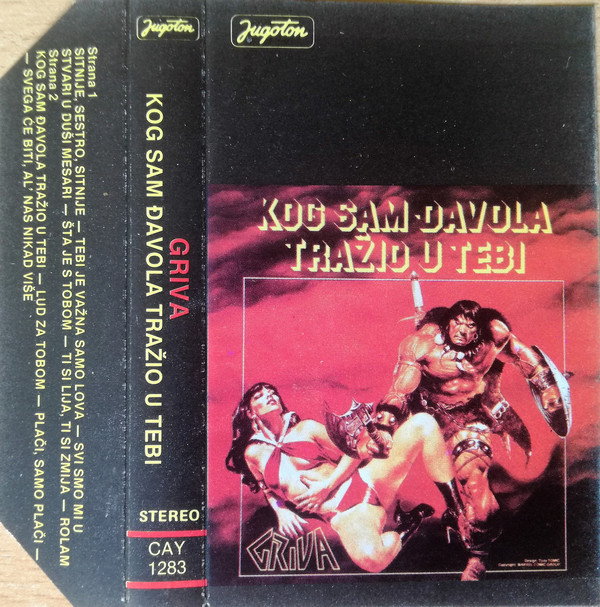 Strana 1
SITNIJE, SESTRO, SITNIJE — TEBI JE VAŽNA SAMO LOVA — SVI SMO MI U
STVARI U DUŠI MESARI — ŠTA JE S TOBOM — TI SI LIJA, TI SI ZMIJA — ROLAM
Strana 2
KOG SAM ĐAVOLA TRAŽIO U TEBI — LUD ZA TOBOM — PLAČI, SAMO PLAČI —
— SVEGA ĆE BITI, AL' NAS NIKAD VIŠE
Jugoton
GRIVA
KOG SAM ĐAVOLA TRAŽIO U TEBI
STEREO
CAY
1283
Jugoton
KOG SAM ĐAVOLA
TRAŽIO U TEBI
GRIVA